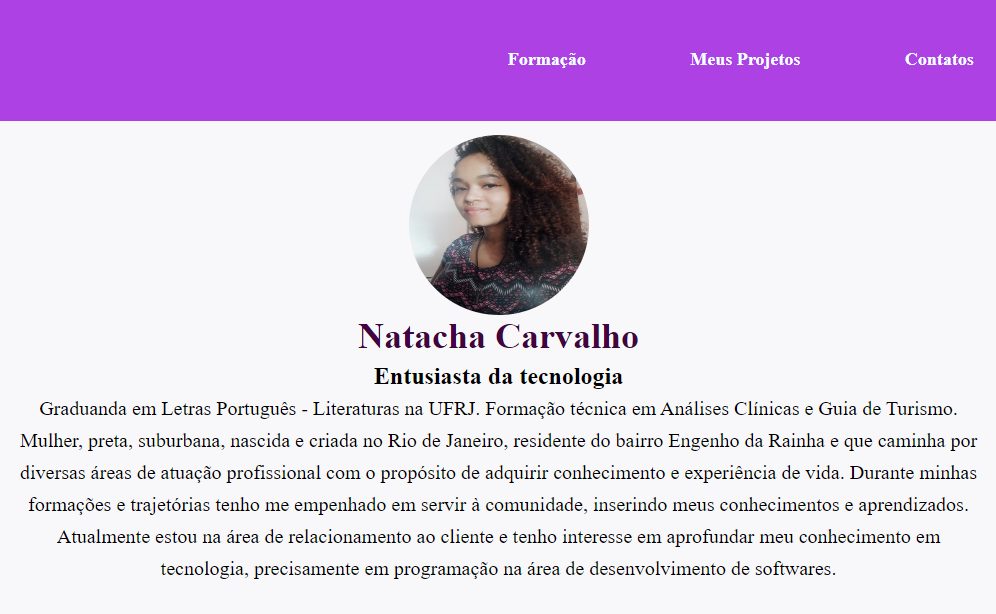 Formação Meus Projetos Contatos
Natacha Carvalho
Entusiasta da tecnologia
Graduanda em Letras Português - Literaturas na UFRJ. Formação técnica em Análises Clínicas e Guia de Turismo.
Mulher, preta, suburbana, nascida e criada no Rio de Janeiro, residente do bairro Engenho da Rainha e que caminha por
diversas áreas de atuação profissional com o propósito de adquirir conhecimento e experiência de vida. Durante minhas
formações e trajetórias tenho me empenhado em servir à comunidade, inserindo meus conhecimentos e aprendizados.
Atualmente estou na área de relacionamento ao cliente e tenho interesse em aprofundar meu conhecimento em
tecnologia, precisamente em programação na área de desenvolvimento de softwares.